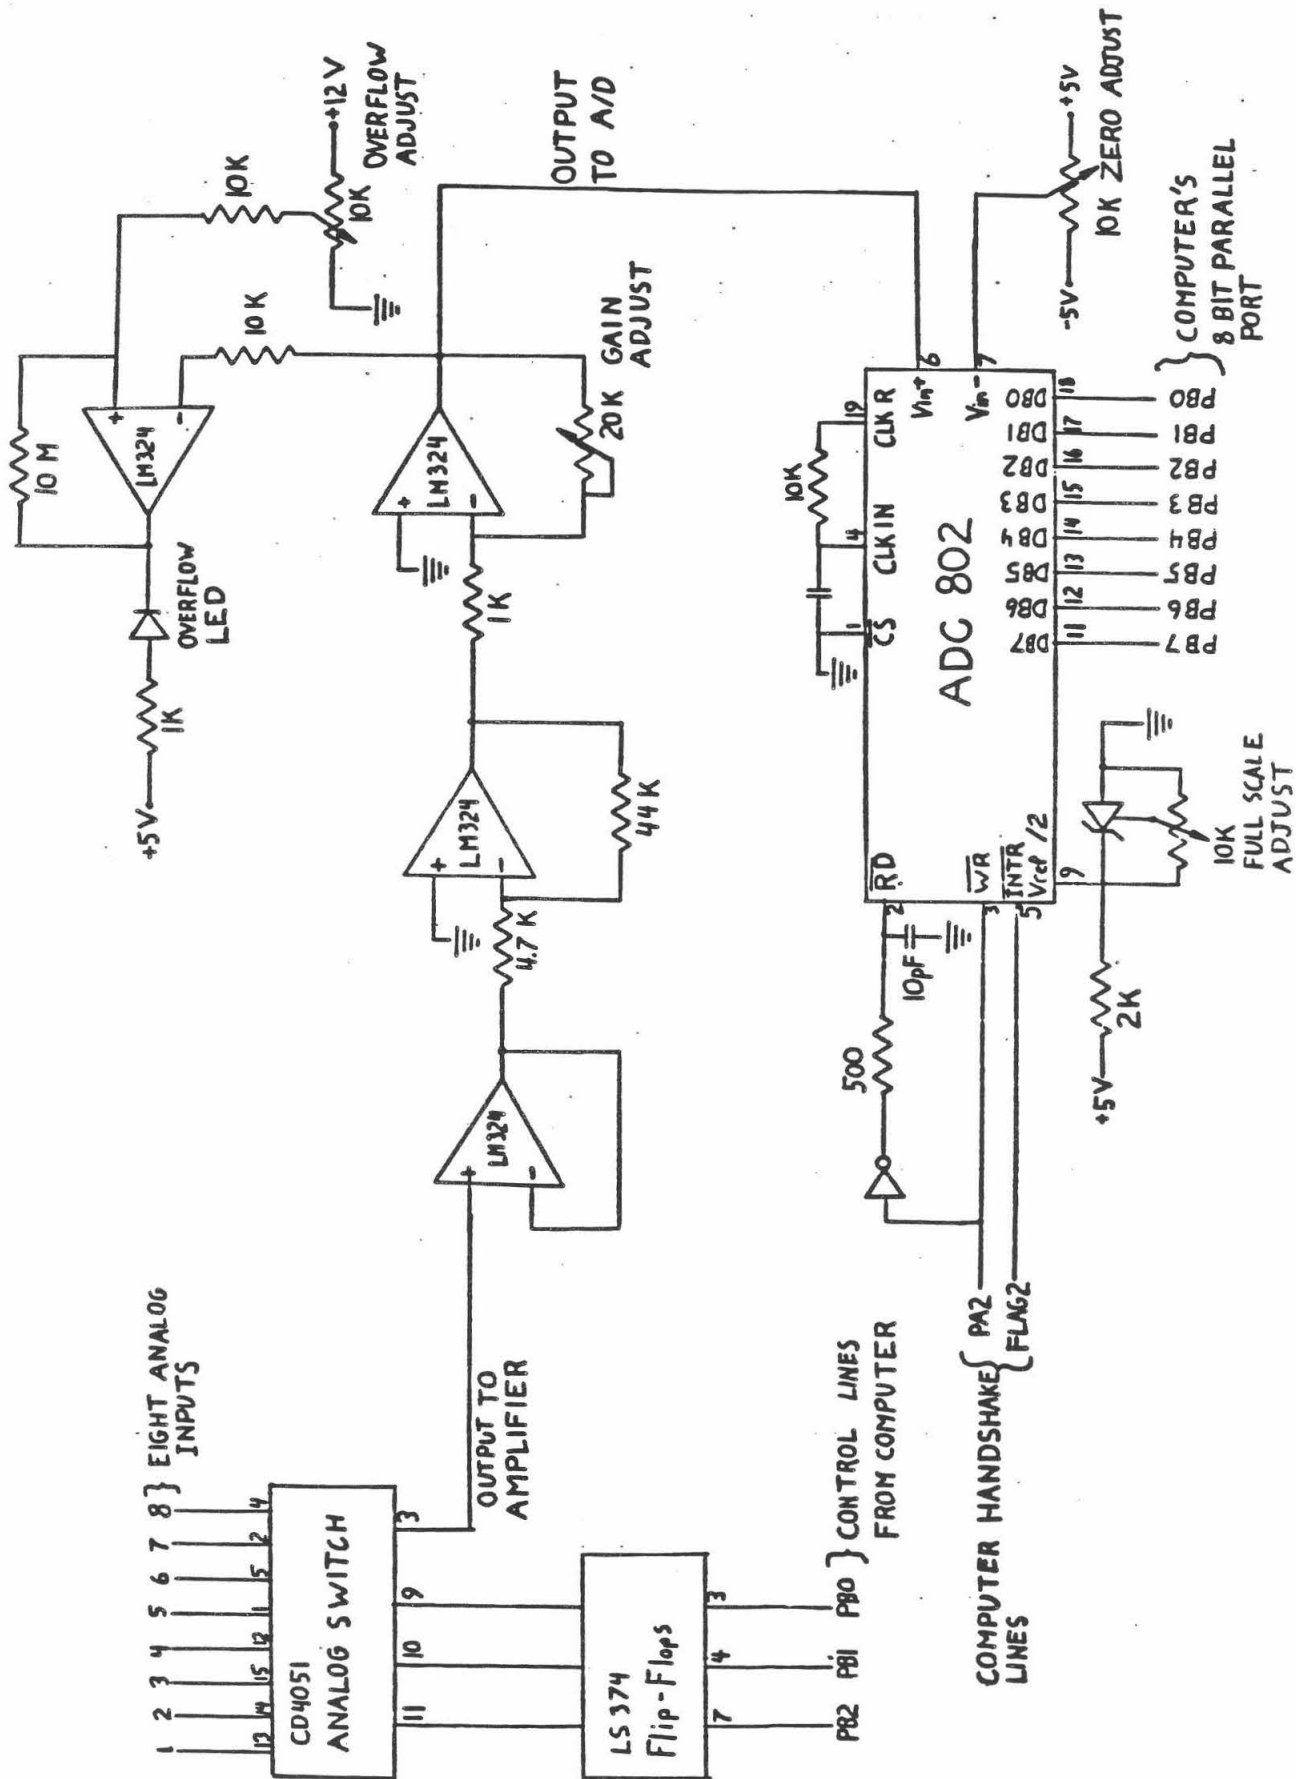 1 2 3 4 5 6 7 8 } EIGHT ANALOG
INPUTS
13 14 15 12 1 5 2 4
CD4051
ANALOG SWITCH
11 10 9 3
OUTPUT TO
AMPLIFIER
LS374
Flip-Flops
7 4 3
PB2 PB1 PB0 } CONTROL LINES
FROM COMPUTER
+
-
LM324
4.7K
+
-
LM324
44K
1K
+
-
LM324
20K GAIN
ADJUST
+5V
1K
OVERFLOW
LED
10M
LM324
+
-
10K
10K
10K
+12V
OVERFLOW
ADJUST
OUTPUT
TO A/D
COMPUTER HANDSHAKE
LINES
PA2
FLAG2
500
10pF
2
RD
3
WR
5
INTR
9
Vref/2
+5V
2K
10K
FULL SCALE
ADJUST
ADC 802
1
CS
4
CLK IN
10K
19
CLK R
Vin+
6
Vin-
7
-5V
+5V
10K ZERO ADJUST
DB7 DB6 DB5 DB4 DB3 DB2 DB1 DB0
11 12 13 14 15 16 17 18
PB7 PB6 PB5 PB4 PB3 PB2 PB1 PB0
} COMPUTER'S
8 BIT PARALLEL
PORT